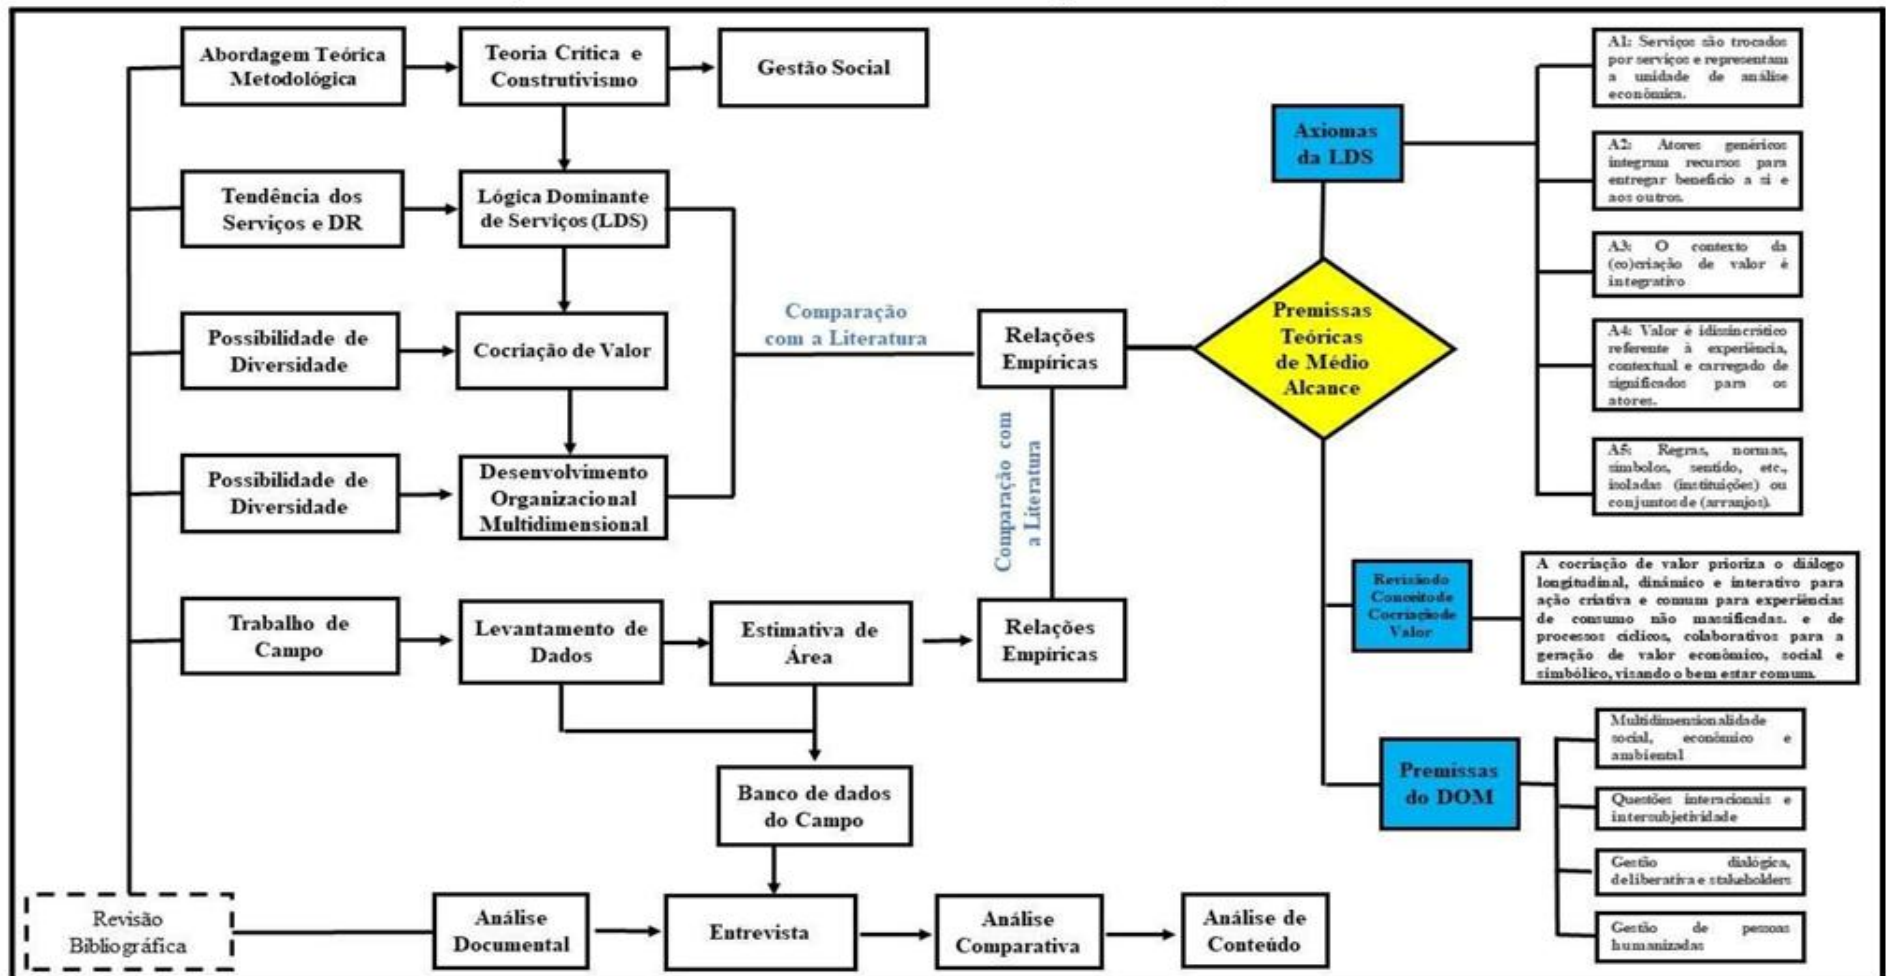 Abordagem Teórica
Metodológica
Teoria Crítica e
Construtivismo
Gestão Social
Tendência dos
Serviços e DR
Lógica Dominante
de Serviços (LDS)
Possibilidade de
Diversidade
Cocriação de Valor
Possibilidade de
Diversidade
Desenvolvimento
Organizacional
Multidimensional
Trabalho de
Campo
Levantamento de
Dados
Estimativa de
Área
Relações
Empíricas
Banco de dados
do Campo
Revisão
Bibliográfica
Análise
Documental
Entrevista
Análise
Comparativa
Análise de
Conteúdo
Comparação
com a Literatura
Relações
Empíricas
Comparação com
a Literatura
Premissas
Teóricas
de Médio
Alcance
Axiomas
da LDS
A1: Serviços são trocados
por serviços e representam
a unidade de análise
econômica.
A2: Atores genéricos
integram recursos para
entregar benefício a si e
aos outros.
A3: O contexto da
(co)criação de valor é
integrativo
A4: Valor é idissincrático
referente à experiência,
contextual e carregado de
significados para os
atores.
A5: Regras, normas,
símbolos, sentido, etc.,
isoladas (instituições) ou
conjuntos de (arranjos).
Revisão do
Conceito de
Cocriação de
Valor
A cocriação de valor prioriza o diálogo
longitudinal, dinâmico e interativo para
ação criativa e comum para experiências
de consumo não massificadas. e de
processos cíclicos, colaborativos para a
geração de valor econômico, social e
simbólico, visando o bem estar comum.
Premissas
do DOM
Multidimensionalidade
social, econômico e
ambiental
Questões interacionais e
intersubjetividade
Gestão dialógica,
deliberativa e stakeholders
Gestão de pessoas
humanizadas